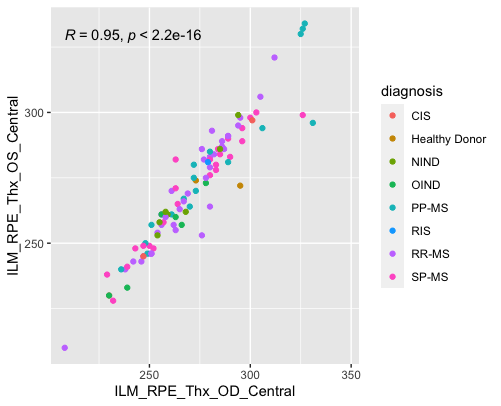 R = 0.95, p < 2.2e-16
ILM_RPE_Thx_OS_Central
300
250
250
300
350
ILM_RPE_Thx_OD_Central
diagnosis
CIS
Healthy Donor
NIND
OIND
PP-MS
RIS
RR-MS
SP-MS